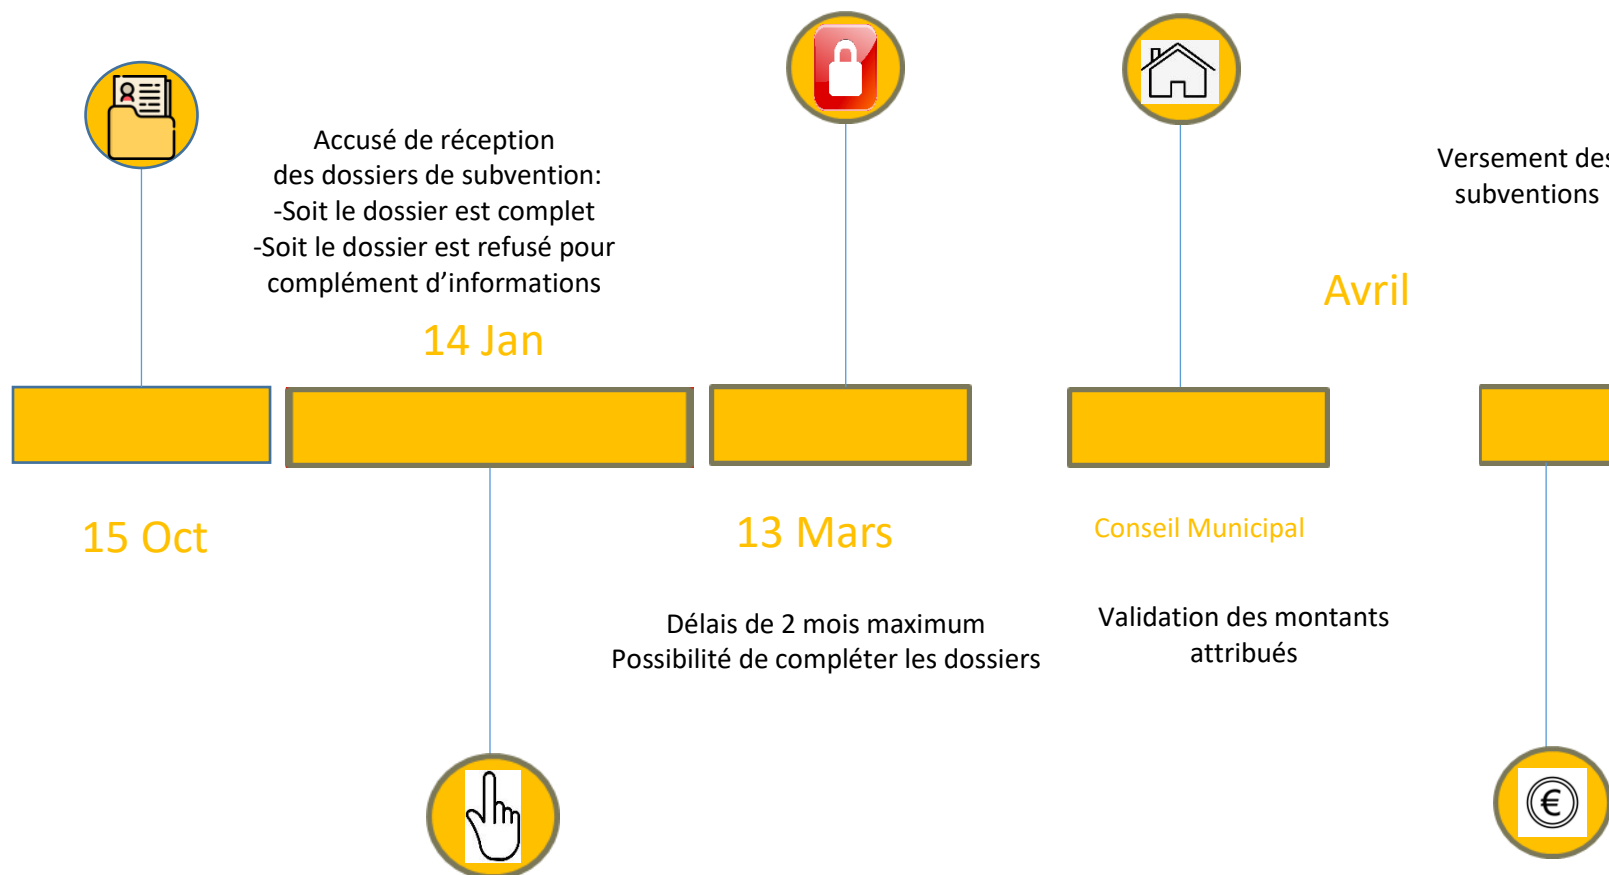 Accusé de réception
des dossiers de subvention:
-Soit le dossier est complet
-Soit le dossier est refusé pour
complément d’informations
14 Jan
15 Oct
13 Mars
Délais de 2 mois maximum
Possibilité de compléter les dossiers
Conseil Municipal
Validation des montants
attribués
Avril
Versement des
subventions
€